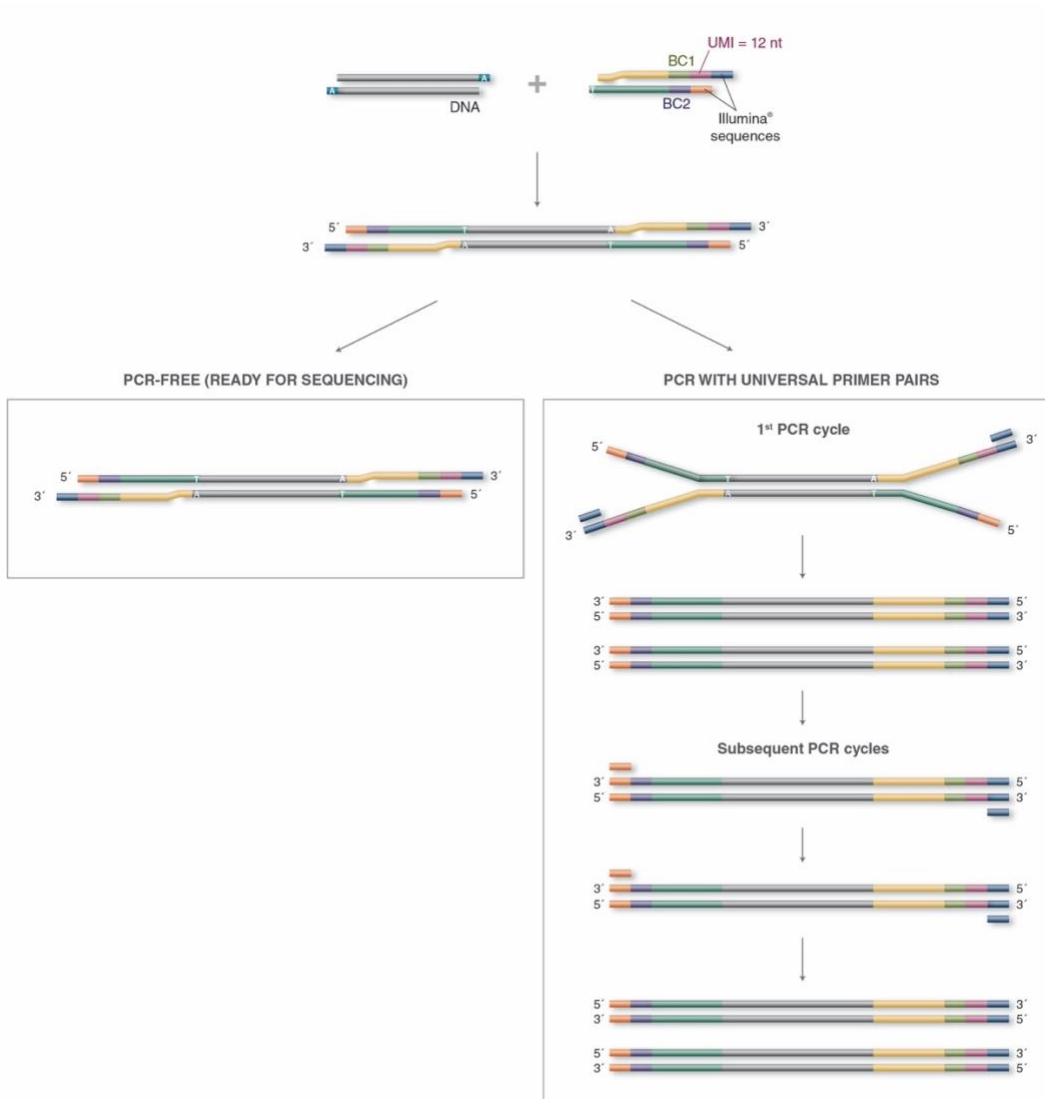 UMI = 12 nt
BC1
A
A
DNA
+
T
BC2
Illumina®
sequences
5´ T A 3´
3´ A T 5´
PCR-FREE (READY FOR SEQUENCING)
5´ T A 3´
3´ A T 5´
PCR WITH UNIVERSAL PRIMER PAIRS
1st PCR cycle
5´ 3´
T A
A T
3´ 5´
3´ 5´
5´ 3´
3´ 5´
5´ 3´
Subsequent PCR cycles
3´ 5´
5´ 3´
3´ 5´
5´ 3´
5´ 3´
3´ 5´
5´ 3´
3´ 5´